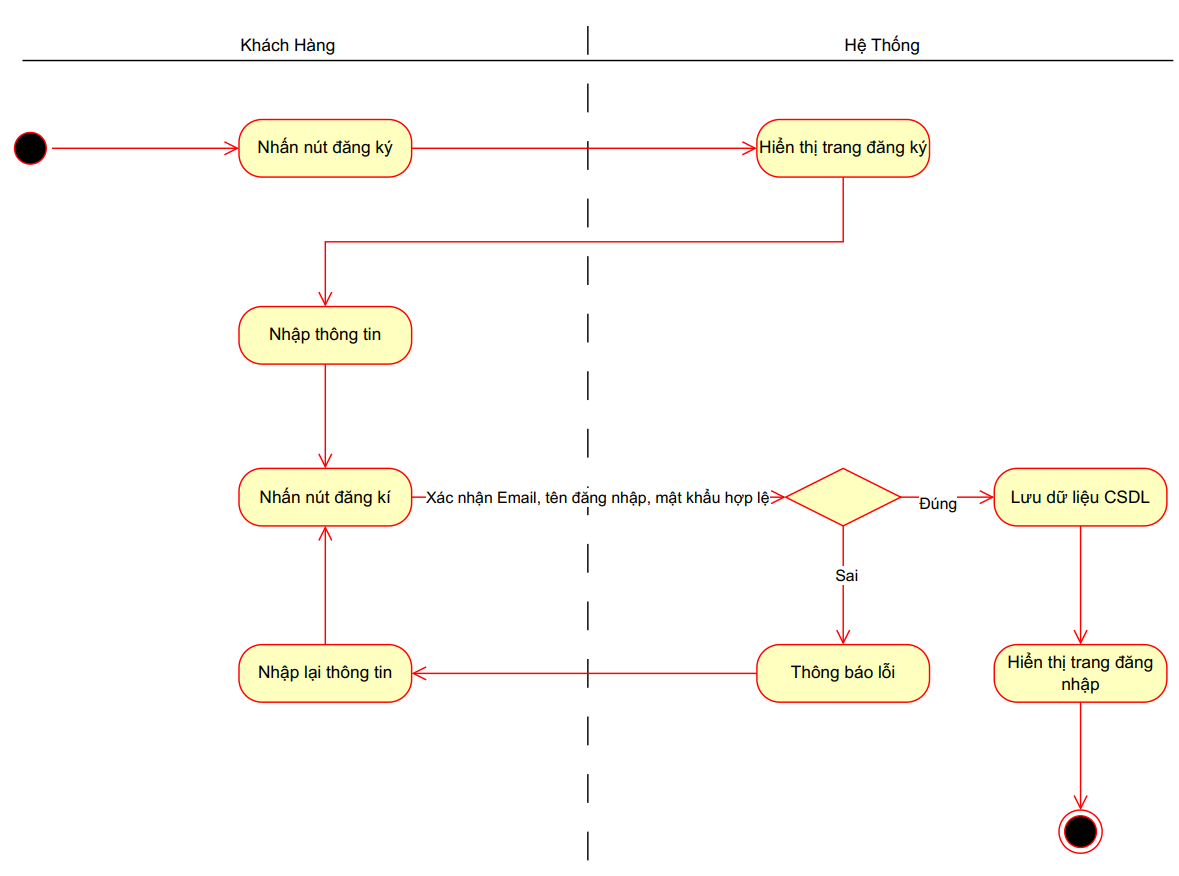 Khách Hàng
Hệ Thống
Nhấn nút đăng ký
Hiển thị trang đăng ký
Nhập thông tin
Nhấn nút đăng kí
Xác nhận Email, tên đăng nhập, mật khẩu hợp lệ
Đúng
Lưu dữ liệu CSDL
Sai
Nhập lại thông tin
Thông báo lỗi
Hiển thị trang đăng
nhập